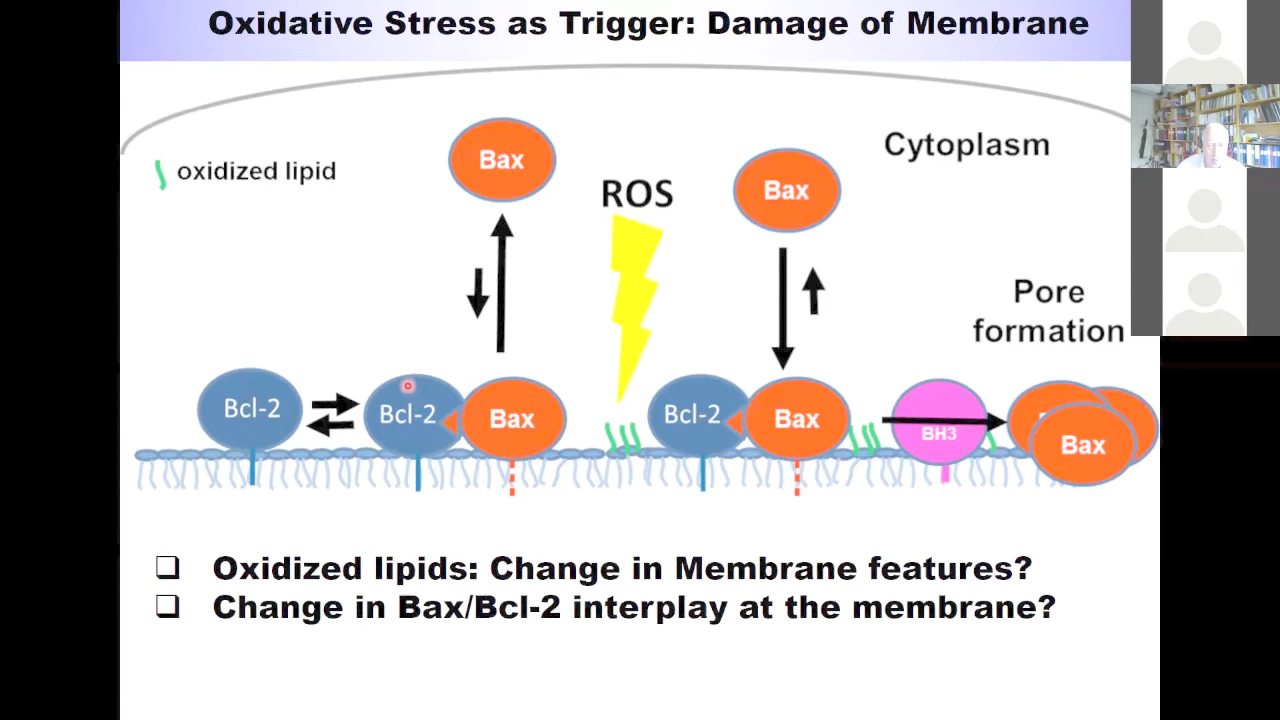 Oxidative Stress as Trigger: Damage of Membrane
Cytoplasm
oxidized lipid
Bax
ROS
Bax
Pore
formation
Bcl-2
Bcl-2
Bax
Bcl-2
Bax
BH3
Bax
Oxidized lipids: Change in Membrane features?
Change in Bax/Bcl-2 interplay at the membrane?